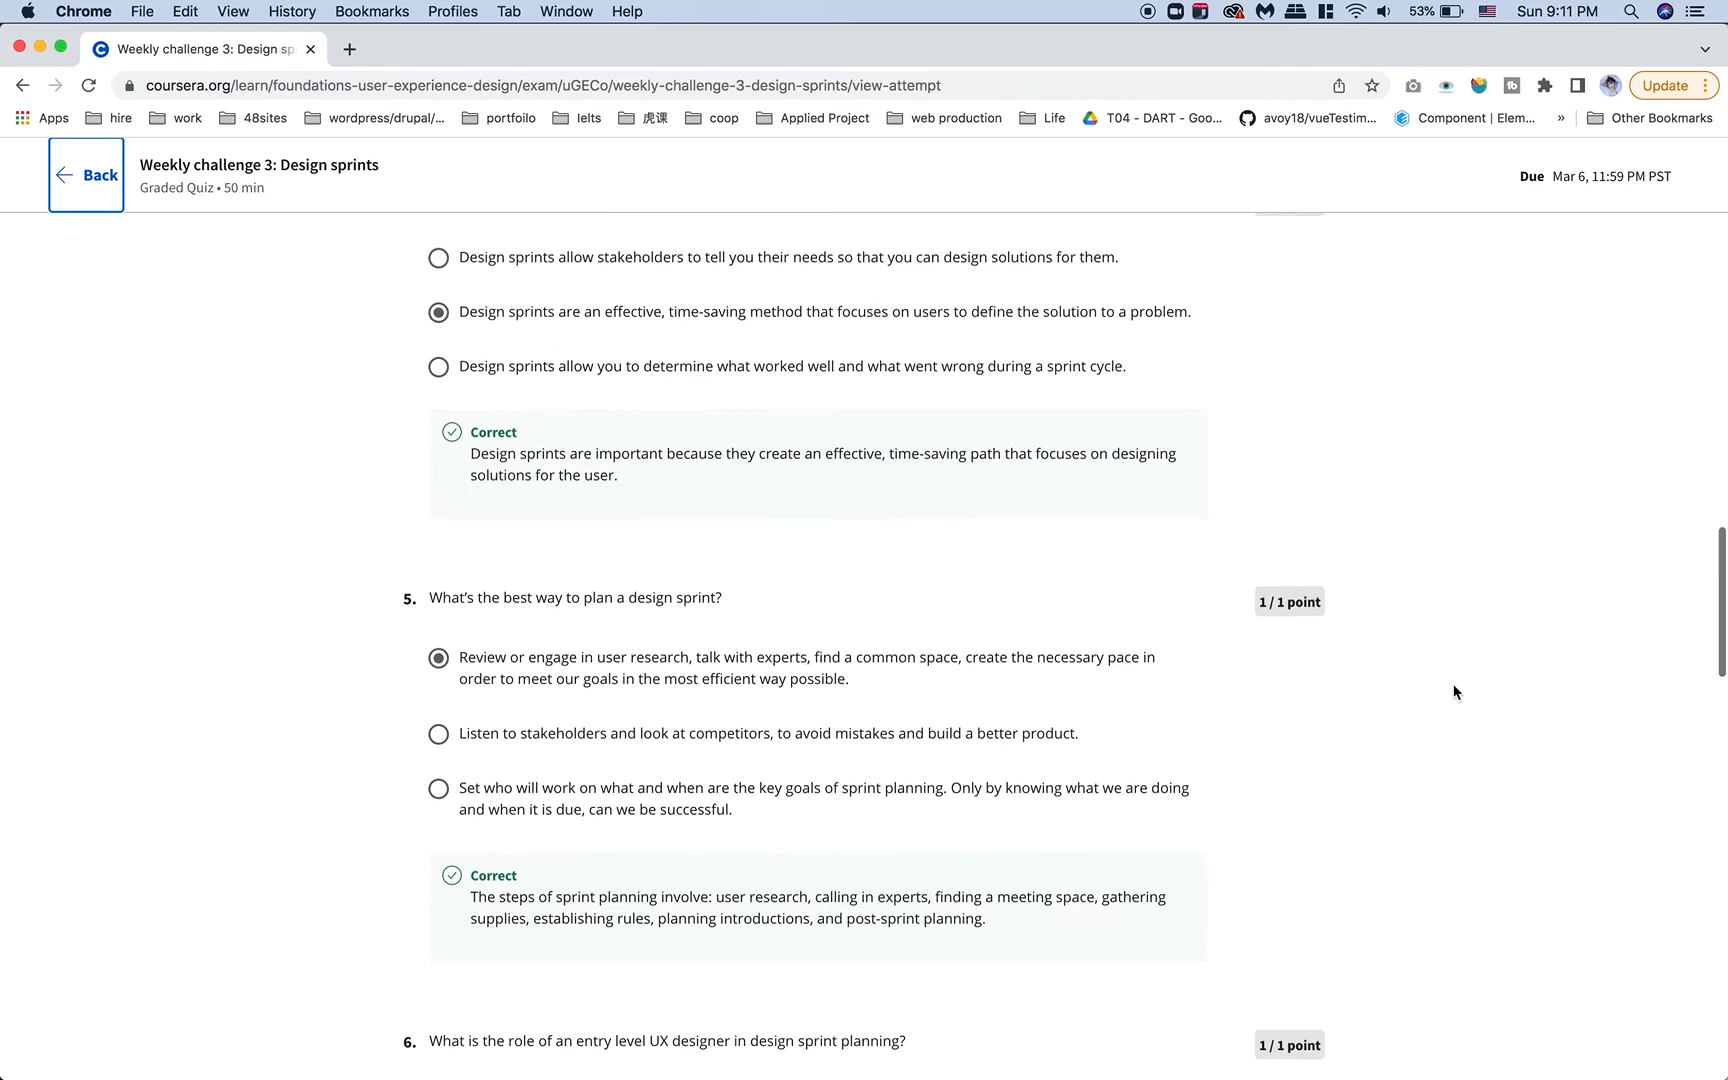 Chrome File Edit View History Bookmarks Profiles Tab Window Help 53% Sun 9:11 PM
Weekly challenge 3: Design sp
coursera.org/learn/foundations-user-experience-design/exam/uGECo/weekly-challenge-3-design-sprints/view-attempt Update
Apps hire work 48sites wordpress/drupal/... portfoilo Ielts 虎课 coop Applied Project web production Life T04 - DART - Goo... avoy18/vueTestim... Component | Elem... » Other Bookmarks
Back
Weekly challenge 3: Design sprints
Graded Quiz • 50 min
Due Mar 6, 11:59 PM PST
Design sprints allow stakeholders to tell you their needs so that you can design solutions for them.
Design sprints are an effective, time-saving method that focuses on users to define the solution to a problem.
Design sprints allow you to determine what worked well and what went wrong during a sprint cycle.
Correct
Design sprints are important because they create an effective, time-saving path that focuses on designing
solutions for the user.
5. What's the best way to plan a design sprint? 1 / 1 point
Review or engage in user research, talk with experts, find a common space, create the necessary pace in
order to meet our goals in the most efficient way possible.
Listen to stakeholders and look at competitors, to avoid mistakes and build a better product.
Set who will work on what and when are the key goals of sprint planning. Only by knowing what we are doing
and when it is due, can we be successful.
Correct
The steps of sprint planning involve: user research, calling in experts, finding a meeting space, gathering
supplies, establishing rules, planning introductions, and post-sprint planning.
6. What is the role of an entry level UX designer in design sprint planning? 1 / 1 point